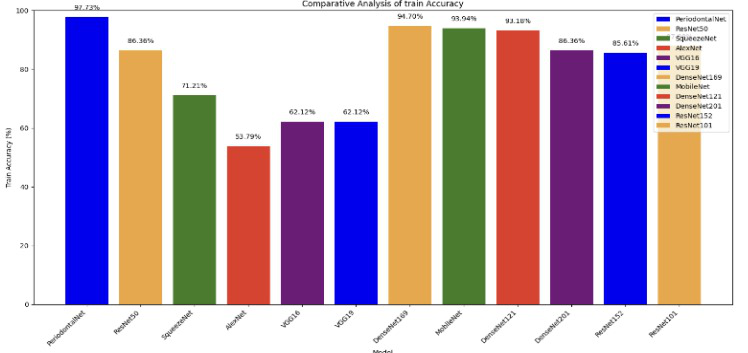 Comparative Analysis of train Accuracy
100
80
60
40
20
0
Train Accuracy (%)
97.73%
86.36%
71.21%
53.79%
62.12%
62.12%
94.70%
93.94%
93.18%
86.36%
85.61%
PeriodontalNet
ResNet50
SqueezeNet
AlexNet
VGG16
VGG19
DenseNet169
MobileNet
DenseNet121
DenseNet201
ResNet152
ResNet101
PeriodontalNet
ResNet50
SqueezeNet
AlexNet
VGG16
VGG19
DenseNet169
MobileNet
DenseNet121
DenseNet201
ResNet152
ResNet101
Model